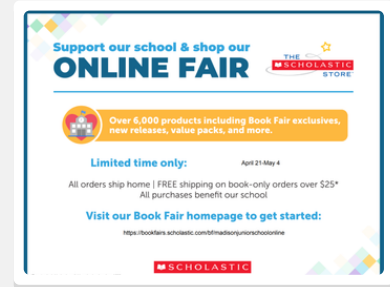 Support our school & shop our
ONLINE FAIR
THE
SCHOLASTIC
STORE
Over 6,000 products including Book Fair exclusives,
new releases, value packs, and more.
Limited time only: April 21-May 4
All orders ship home | FREE shipping on book-only orders over $25*
All purchases benefit our school
Visit our Book Fair homepage to get started:
https://bookfairs.scholastic.com/bf/madisonjuniorschoolonline
SCHOLASTIC